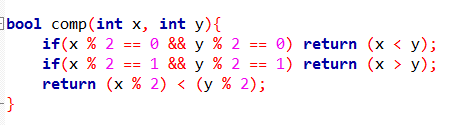 bool comp(int x, int y){
    if(x % 2 == 0 && y % 2 == 0) return (x < y);
    if(x % 2 == 1 && y % 2 == 1) return (x > y);
    return (x % 2) < (y % 2);
}